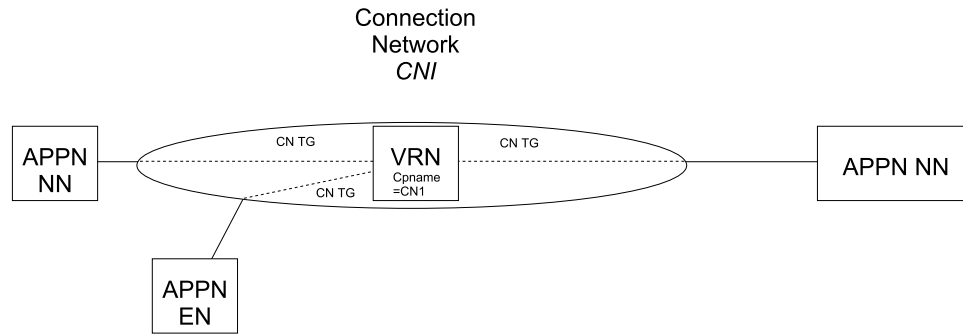 Connection
Network
CNI
CN TG
CN TG
APPN
NN
VRN
Cpname
=CN1
APPN NN
CN TG
APPN
EN